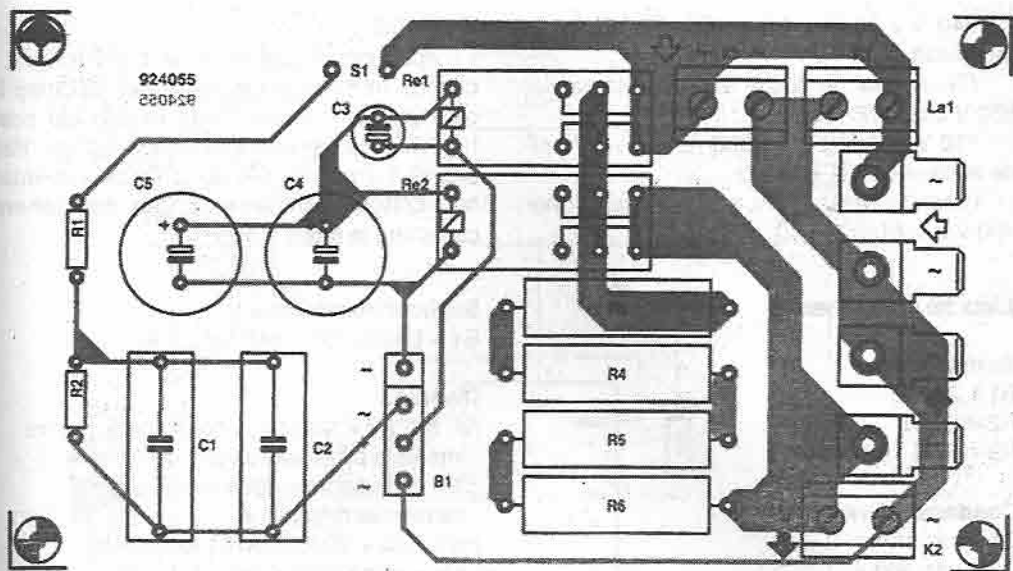 924055
924055
S1
Re1
La1
C3
~
C5
C4
Re2
R1
+
+
~
R4
R2
~
~
R5
C1
C2
+
B1
~
R6
~
K2